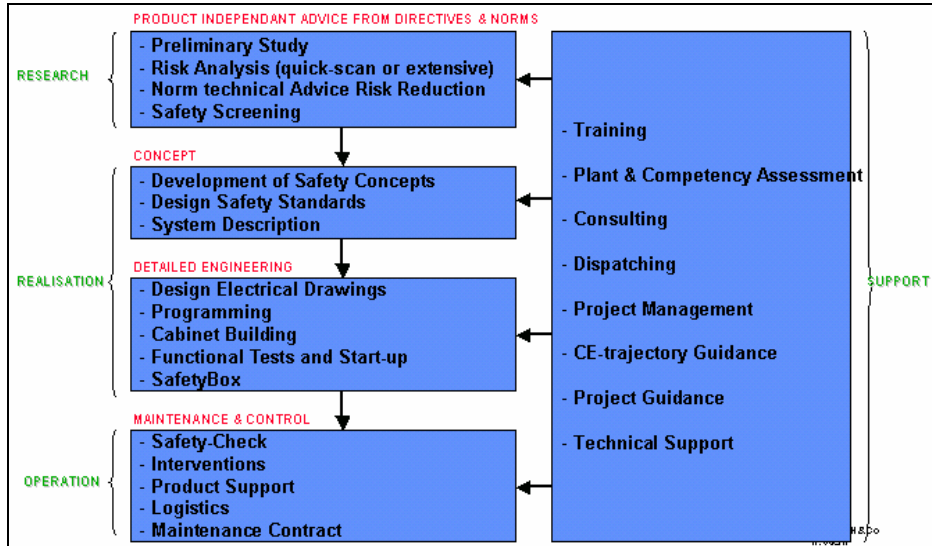 PRODUCT INDEPENDANT ADVICE FROM DIRECTIVES & NORMS
RESEARCH
- Preliminary Study
- Risk Analysis (quick-scan or extensive)
- Norm technical Advice Risk Reduction
- Safety Screening
CONCEPT
- Development of Safety Concepts
- Design Safety Standards
- System Description
REALISATION
DETAILED ENGINEERING
- Design Electrical Drawings
- Programming
- Cabinet Building
- Functional Tests and Start-up
- SafetyBox
MAINTENANCE & CONTROL
OPERATION
- Safety-Check
- Interventions
- Product Support
- Logistics
- Maintenance Contract
- Training
- Plant & Competency Assessment
- Consulting
- Dispatching
- Project Management
- CE-trajectory Guidance
- Project Guidance
- Technical Support
SUPPORT